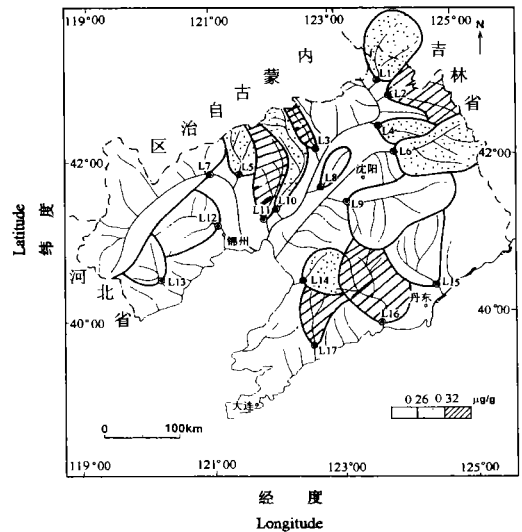 119°00
121°00
123°00
125°00
N
内蒙古自治区
吉林省
L1
L2
L3
L4
42°00
L7
L5
L6
42°00
沈阳
L8
L10
L9
L11
L12
锦州
L13
河北省
L14
L15
40°00
丹东
40°00
L16
L17
大连
0 100km
0 26 0 32 μg/g
119°00
121°00
123°00
125°00
纬度
Latitude
经 度
Longitude